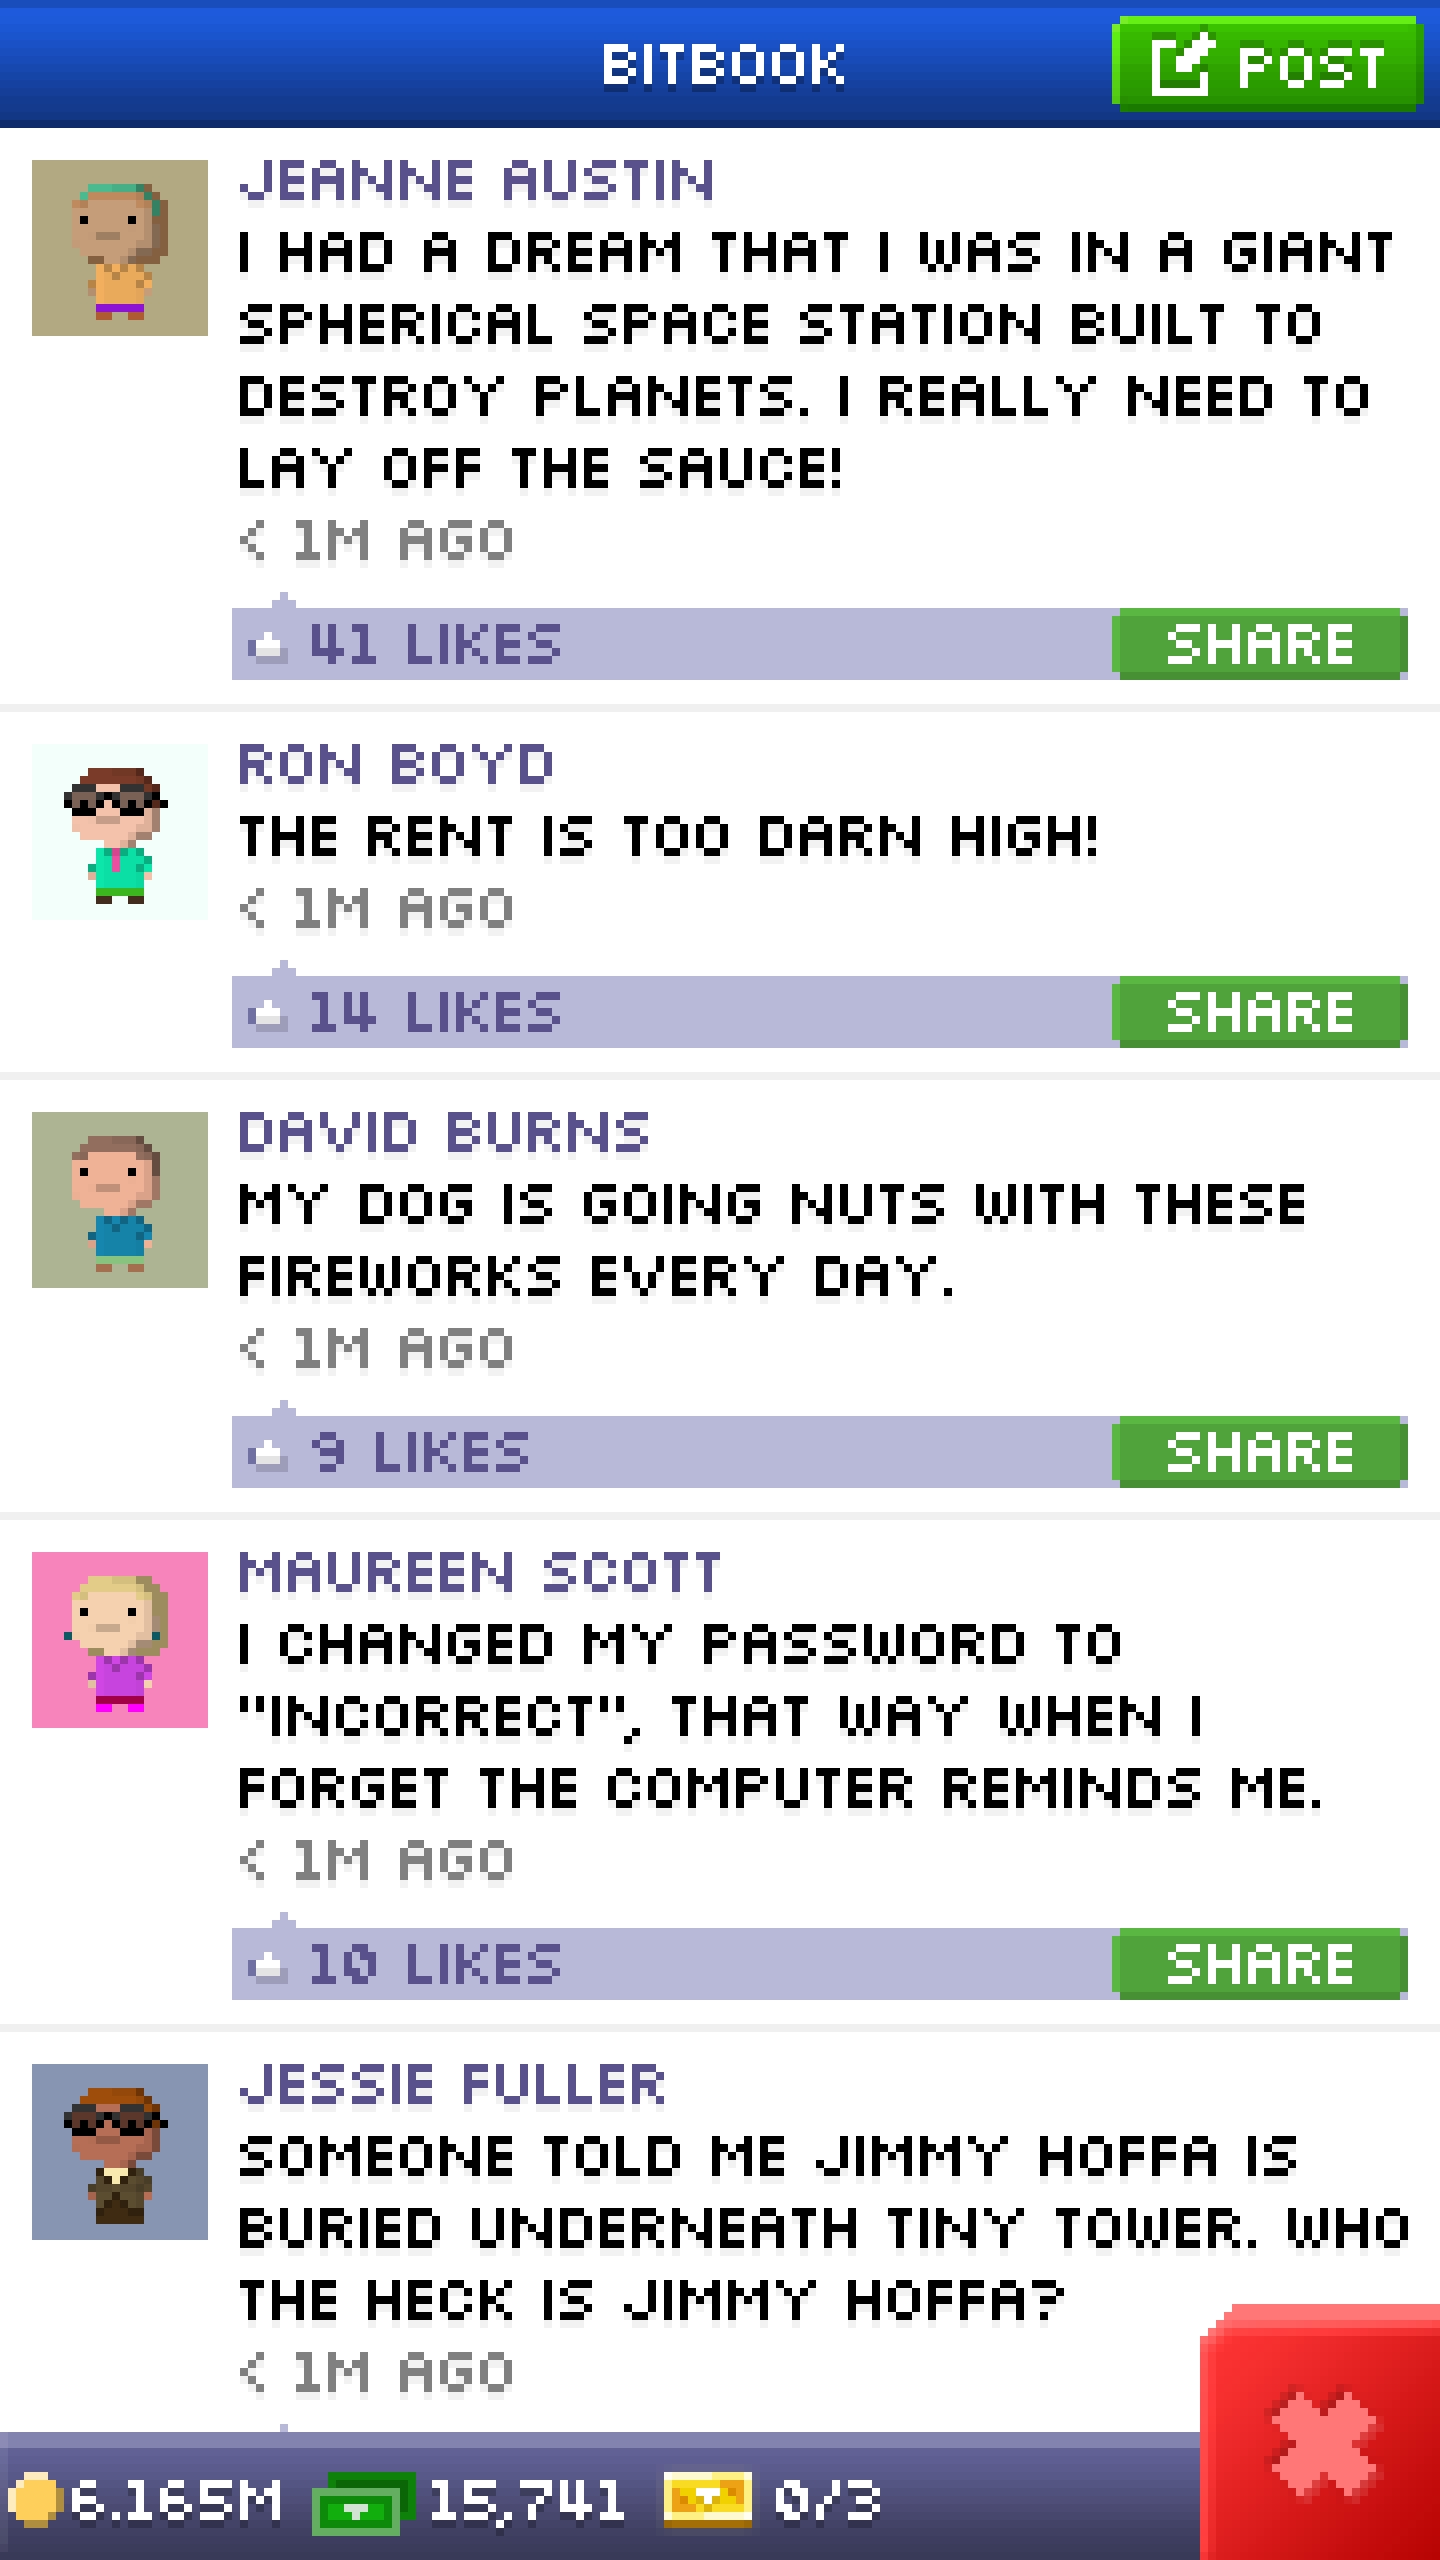 BITBOOK
POST
JEANNE AUSTIN
I HAD A DREAM THAT I WAS IN A GIANT
SPHERICAL SPACE STATION BUILT TO
DESTROY PLANETS. I REALLY NEED TO
LAY OFF THE SAUCE!
< 1M AGO
41 LIKES
SHARE
RON BOYD
THE RENT IS TOO DARN HIGH!
< 1M AGO
14 LIKES
SHARE
DAVID BURNS
MY DOG IS GOING NUTS WITH THESE
FIREWORKS EVERY DAY.
< 1M AGO
9 LIKES
SHARE
MAUREEN SCOTT
I CHANGED MY PASSWORD TO
"INCORRECT", THAT WAY WHEN I
FORGET THE COMPUTER REMINDS ME.
< 1M AGO
10 LIKES
SHARE
JESSIE FULLER
SOMEONE TOLD ME JIMMY HOFFA IS
BURIED UNDERNEATH TINY TOWER. WHO
THE HECK IS JIMMY HOFFA?
< 1M AGO
6.165M 15,741 0/3